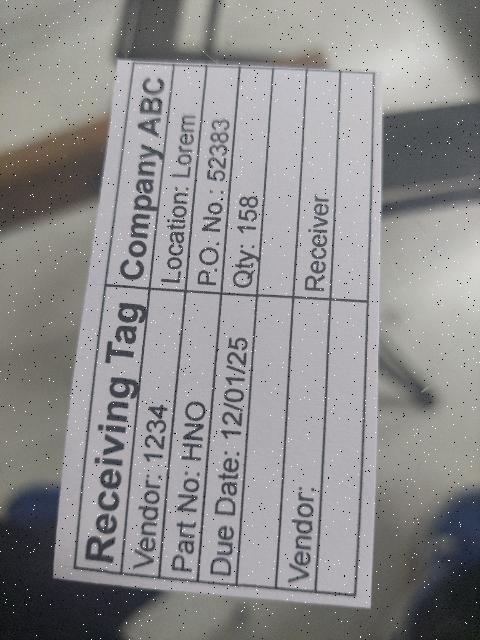 Receiving Tag Company ABC
Vendor: 1234 Location: Lorem
Part No: HNO P.O. No.: 52383
Due Date: 12/01/25 Qty: 158
Vendor: Receiver